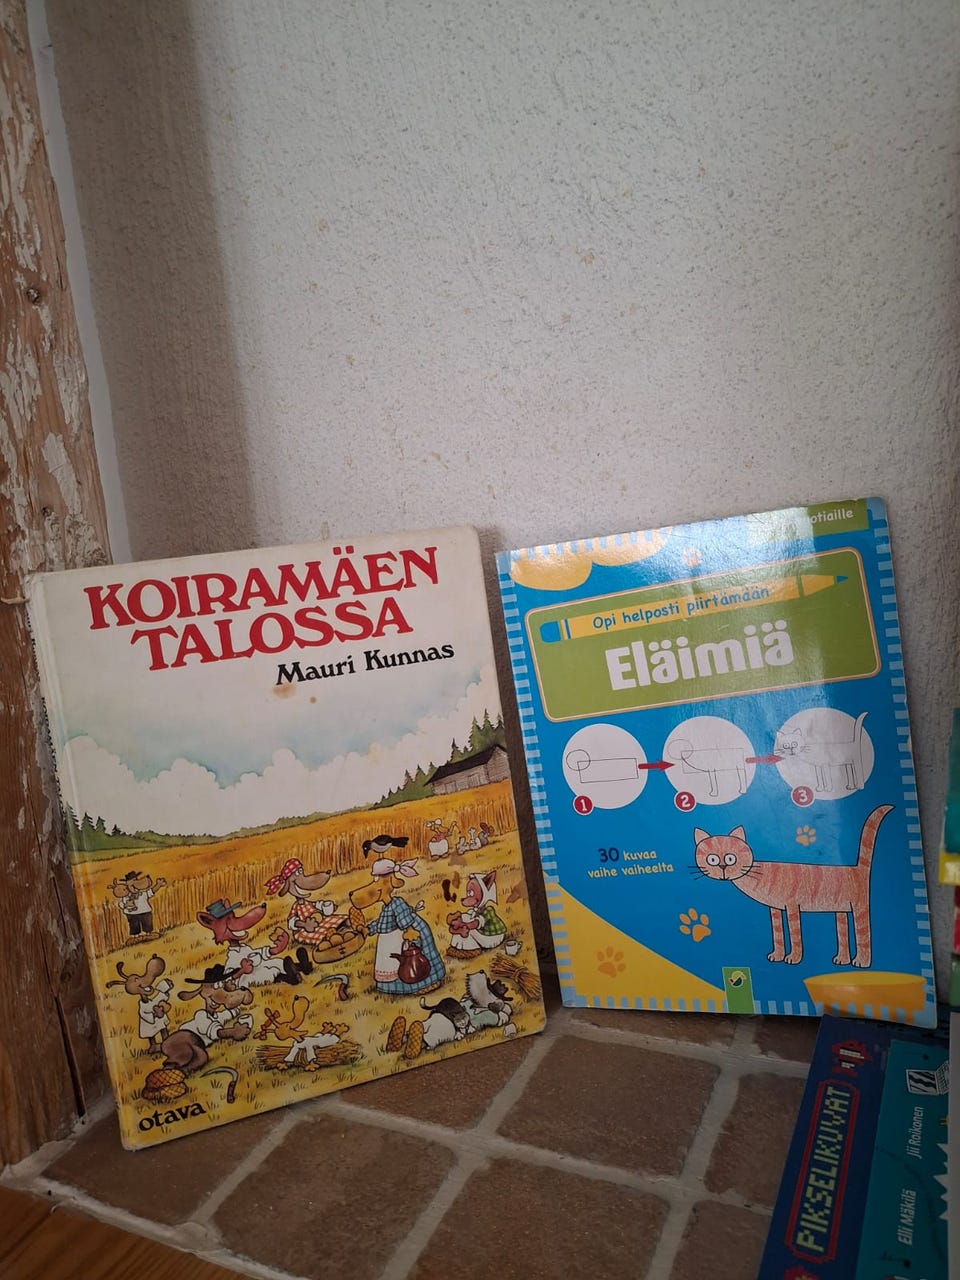 KOIRAMÄEN
TALOSSA
Mauri Kunnas
otava
Opi helposti piirtämään
Eläimiä
1
2
3
30 kuvaa
vaihe vaiheelta
PIKSELIKUVAT
Elli Mäkilä
Jii Roikonen